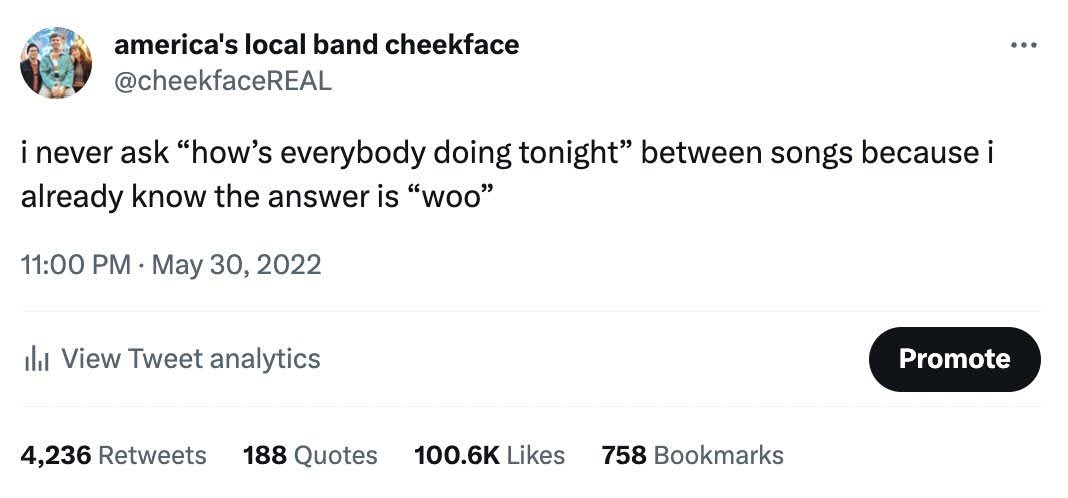 america's local band cheekface
@cheekfaceREAL
i never ask “how’s everybody doing tonight” between songs because i
already know the answer is “woo”
11:00 PM · May 30, 2022
View Tweet analytics
Promote
4,236 Retweets 188 Quotes 100.6K Likes 758 Bookmarks